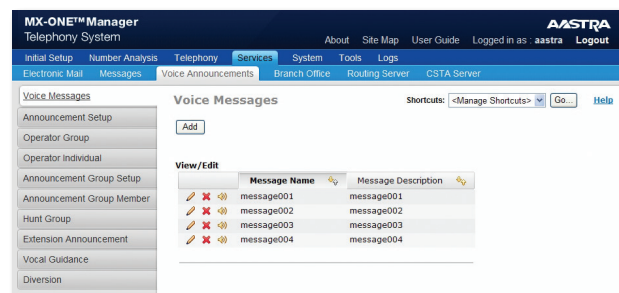 MX-ONE™Manager
Telephony System
AASTRA
About Site Map User Guide Logged in as : aastra Logout
Initial Setup Number Analysis Telephony Services System Tools Logs
Electronic Mail Messages Voice Announcements Branch Office Routing Server CSTA Server
Voice Messages
Announcement Setup
Operator Group
Operator Individual
Announcement Group Setup
Announcement Group Member
Hunt Group
Extension Announcement
Vocal Guidance
Diversion
Voice Messages
Shortcuts: <Manage Shortcuts> Go... Help
Add
View/Edit
Message Name Message Description
message001 message001
message002 message002
message003 message003
message004 message004